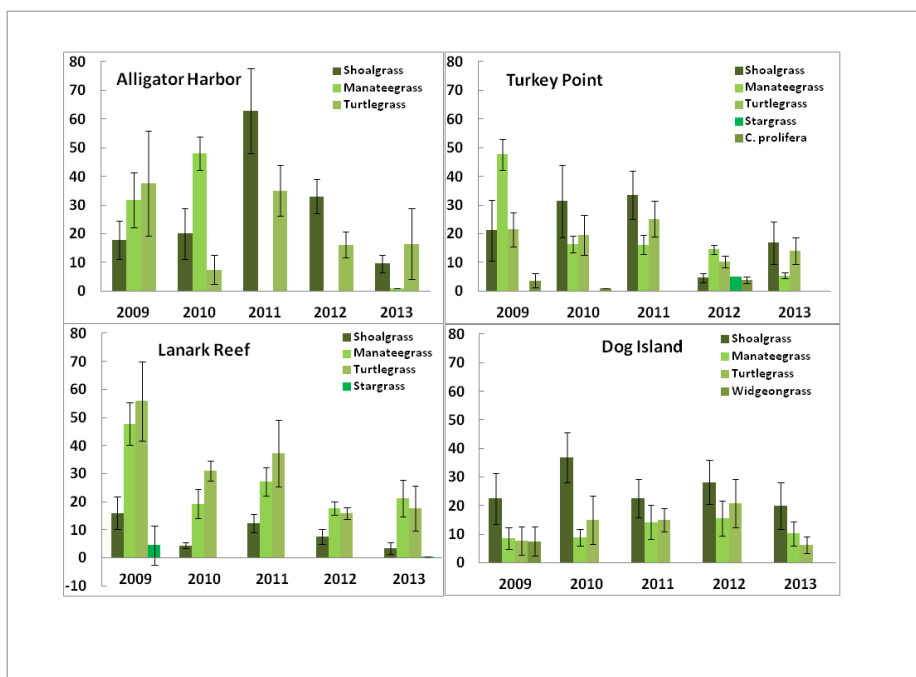 Alligator Harbor
80
70
60
50
40
30
20
10
0
Shoalgrass
Manateegrass
Turtlegrass
2009 2010 2011 2012 2013
Turkey Point
80
70
60
50
40
30
20
10
0
Shoalgrass
Manateegrass
Turtlegrass
Stargrass
C. prolifera
2009 2010 2011 2012 2013
Lanark Reef
80
70
60
50
40
30
20
10
0
-10
Shoalgrass
Manateegrass
Turtlegrass
Stargrass
2009 2010 2011 2012 2013
Dog Island
80
70
60
50
40
30
20
10
0
Shoalgrass
Manateegrass
Turtlegrass
Widgeongrass
2009 2010 2011 2012 2013